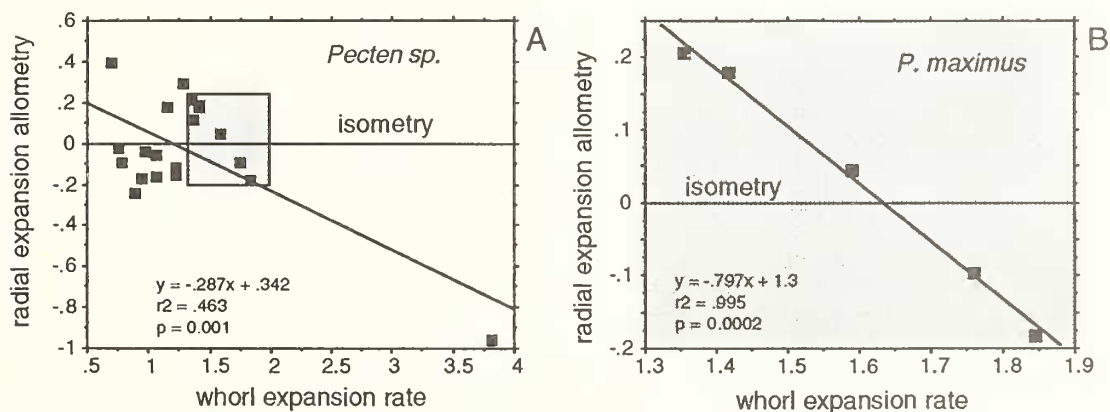 A
Pecten sp.
radial expansion allometry
.6
.4
.2
0
-.2
-.4
-.6
-.8
-1
isometry
y = -.287x + .342
r2 = .463
p = 0.001
.5 1 1.5 2 2.5 3 3.5 4
whorl expansion rate
B
P. maximus
radial expansion allometry
.2
.1
0
-.1
-.2
isometry
y = -.797x + 1.3
r2 = .995
p = 0.0002
1.3 1.4 1.5 1.6 1.7 1.8 1.9
whorl expansion rate